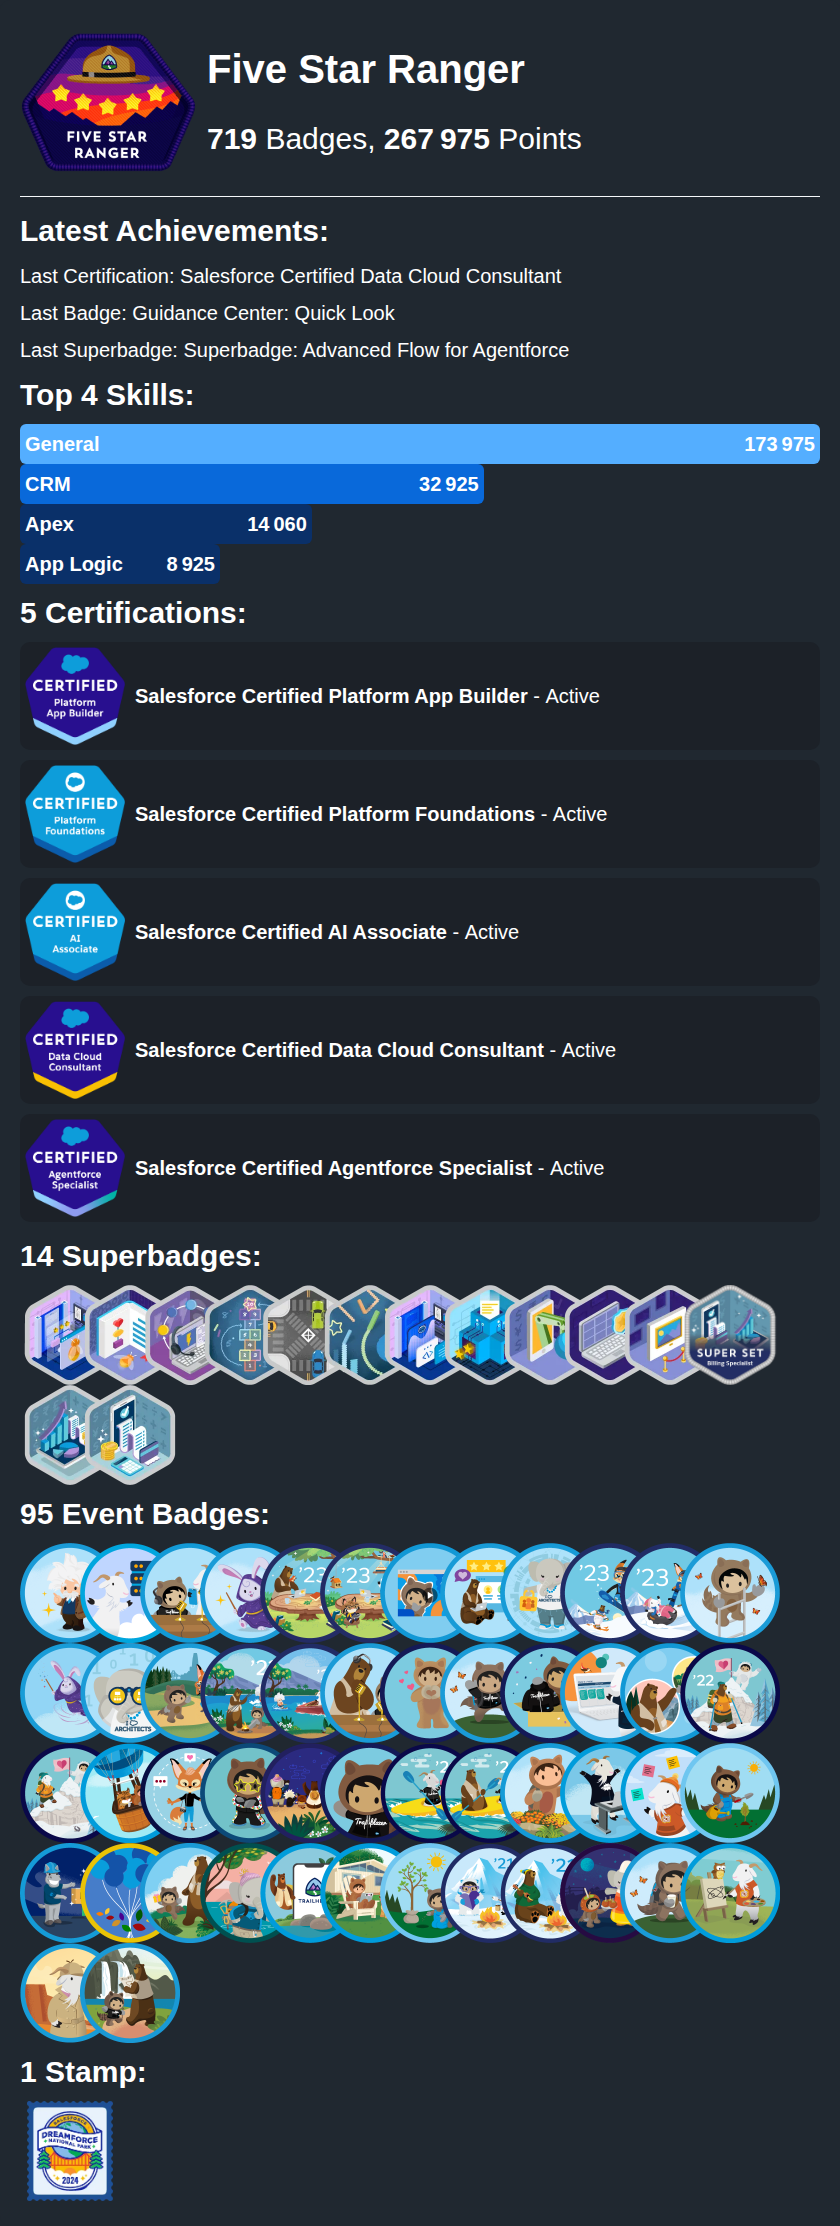 FIVE STAR
RANGER
Five Star Ranger
719 Badges, 267 975 Points
Latest Achievements:
Last Certification: Salesforce Certified Data Cloud Consultant
Last Badge: Guidance Center: Quick Look
Last Superbadge: Superbadge: Advanced Flow for Agentforce
Top 4 Skills:
General 173 975
CRM 32 925
Apex 14 060
App Logic 8 925
5 Certifications:
CERTIFIED
Platform
App Builder
Salesforce Certified Platform App Builder - Active
CERTIFIED
Platform
Foundations
Salesforce Certified Platform Foundations - Active
CERTIFIED
AI
Associate
Salesforce Certified AI Associate - Active
CERTIFIED
Data Cloud
Consultant
Salesforce Certified Data Cloud Consultant - Active
CERTIFIED
Agentforce
Specialist
Salesforce Certified Agentforce Specialist - Active
14 Superbadges:
SUPER SET
Billing Specialist
95 Event Badges:
'23
'23
'23
'23
ARCHITECTS
'22
'21
1 Stamp:
SALESFORCE
DREAMFORCE
NATIONAL PARK
2024